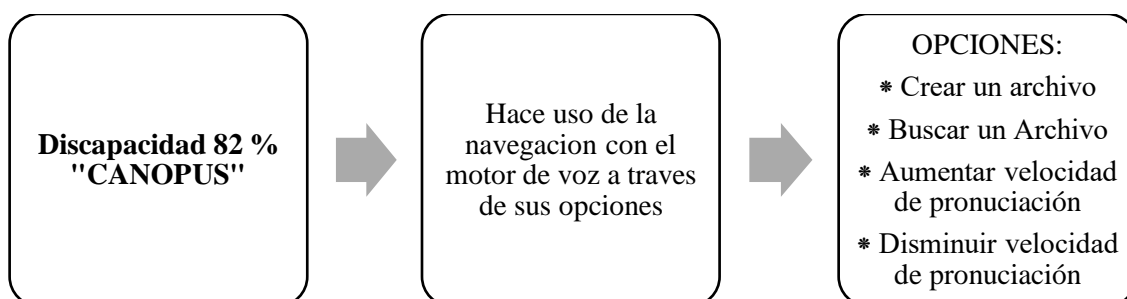 Discapacidad 82 %
"CANOPUS"
Hace uso de la
navegacion con el
motor de voz a traves
de sus opciones
OPCIONES:
* Crear un archivo
* Buscar un Archivo
* Aumentar velocidad
de pronuciación
* Disminuir velocidad
de pronuciación